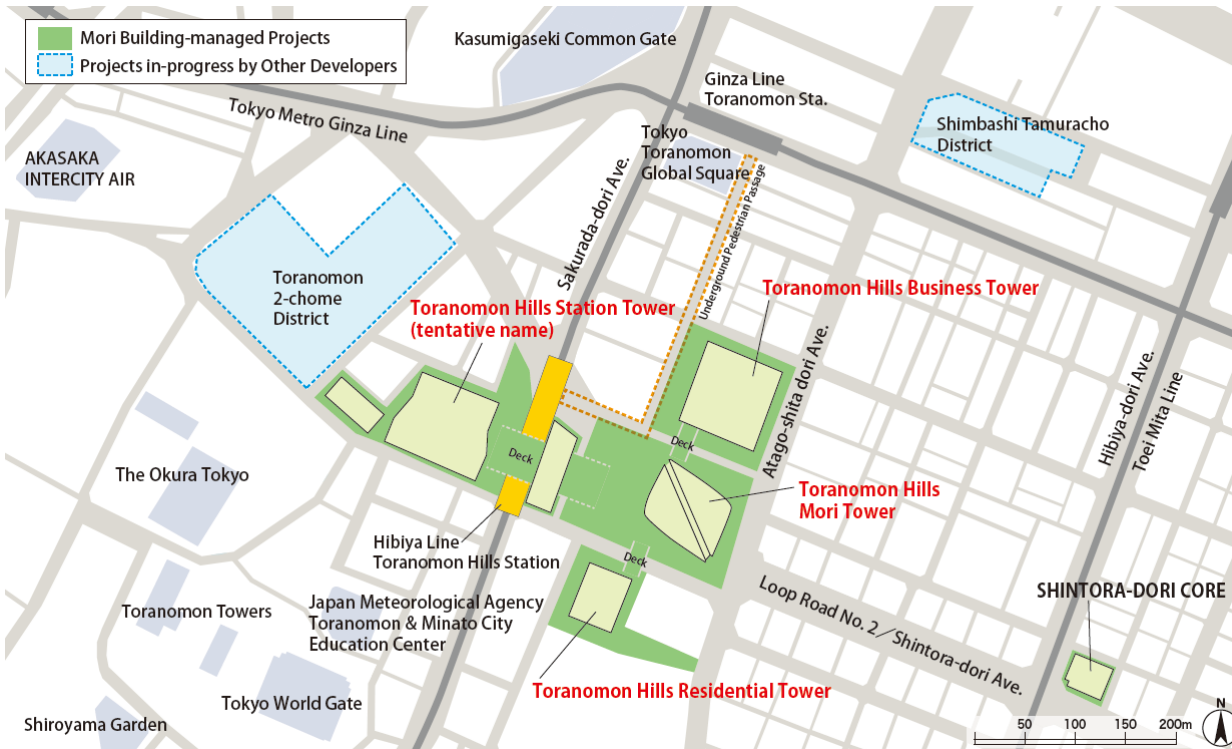 Mori Building-managed Projects
Projects in-progress by Other Developers
Kasumigaseki Common Gate
Ginza Line
Toranomon Sta.
Tokyo Metro Ginza Line
Tokyo
Toranomon
Global Square
Shimbashi Tamuracho
District
AKASAKA
INTERCITY AIR
Sakurada-dori Ave.
Underground Pedestrian Passage
Toranomon
2-chome
District
Toranomon Hills Station Tower
(tentative name)
Toranomon Hills Business Tower
Atago-shita dori Ave.
Hibiya-dori Ave.
Toei Mita Line
Deck
Deck
The Okura Tokyo
Toranomon Hills
Mori Tower
Hibiya Line
Toranomon Hills Station
Deck
Loop Road No. 2／Shintora-dori Ave.
SHINTORA-DORI CORE
Toranomon Towers
Japan Meteorological Agency
Toranomon & Minato City
Education Center
Toranomon Hills Residential Tower
Tokyo World Gate
Shiroyama Garden
50 100 150 200m
N